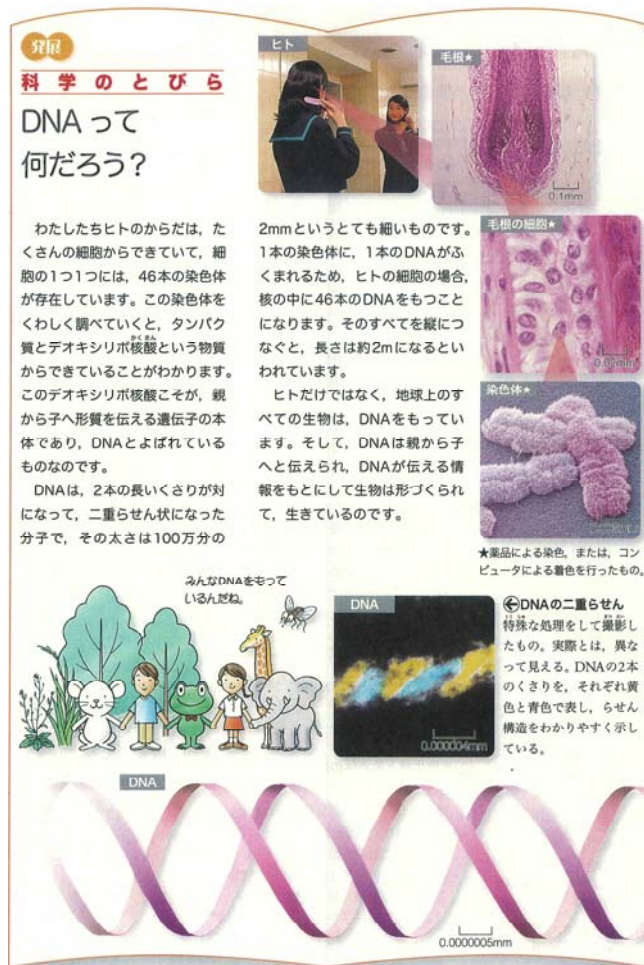 発展
科学のとびら
DNAって
何だろう？
わたしたちヒトのからだは，た
くさんの細胞からできていて，細
胞の1つ1つには，46本の染色体
が存在しています。この染色体を
くわしく調べていくと，タンパク
質とデオキシリボ核酸という物質
からできていることがわかります。
このデオキシリボ核酸こそが，親
から子へ形質を伝える遺伝子の本
体であり，DNAとよばれている
ものなのです。
DNAは，2本の長いくさりが対
になって，二重らせん状になった
分子で，その太さは100万分の
2mmというとても細いものです。
1本の染色体に，1本のDNAがふ
くまれるため，ヒトの細胞の場合，
核の中に46本のDNAをもつこと
になります。そのすべてを縦につ
なぐと，長さは約2mになるとい
われています。
ヒトだけではなく，地球上のす
べての生物は，DNAをもってい
ます。そして，DNAは親から子
へと伝えられ，DNAが伝える情
報をもとにして生物は形づくられ
て，生きているのです。
ヒト
毛根★
0.1mm
毛根の細胞★
0.02mm
染色体★
★薬品による染色，または，コン
ピュータによる着色を行ったもの。
みんなDNAをもって
いるんだね。
DNA
0.000004mm
←DNAの二重らせん
特殊な処理をして撮影し
たもの。実際とは，異な
って見える。DNAの2本
のくさりを，それぞれ黄
色と青色で表し，らせん
構造をわかりやすく示し
ている。
DNA
0.0000005mm